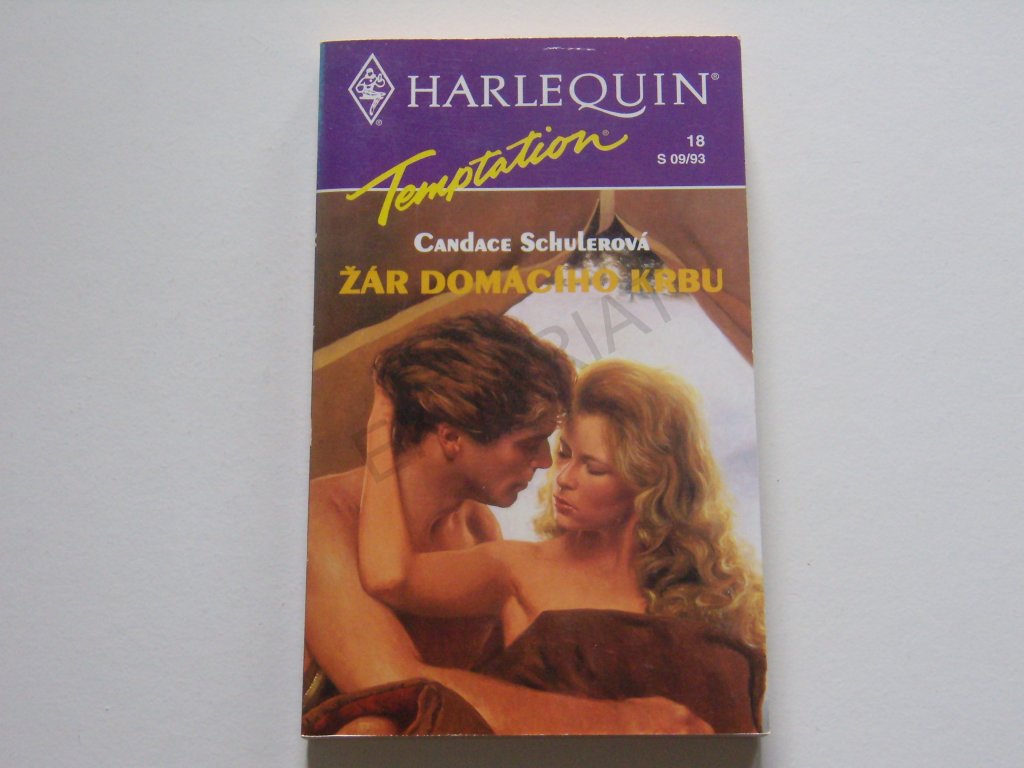 HARLEQUIN®
Temptation®
18
S 09/93
Candace Schulerová
ŽÁR DOMÁCÍHO KRBU